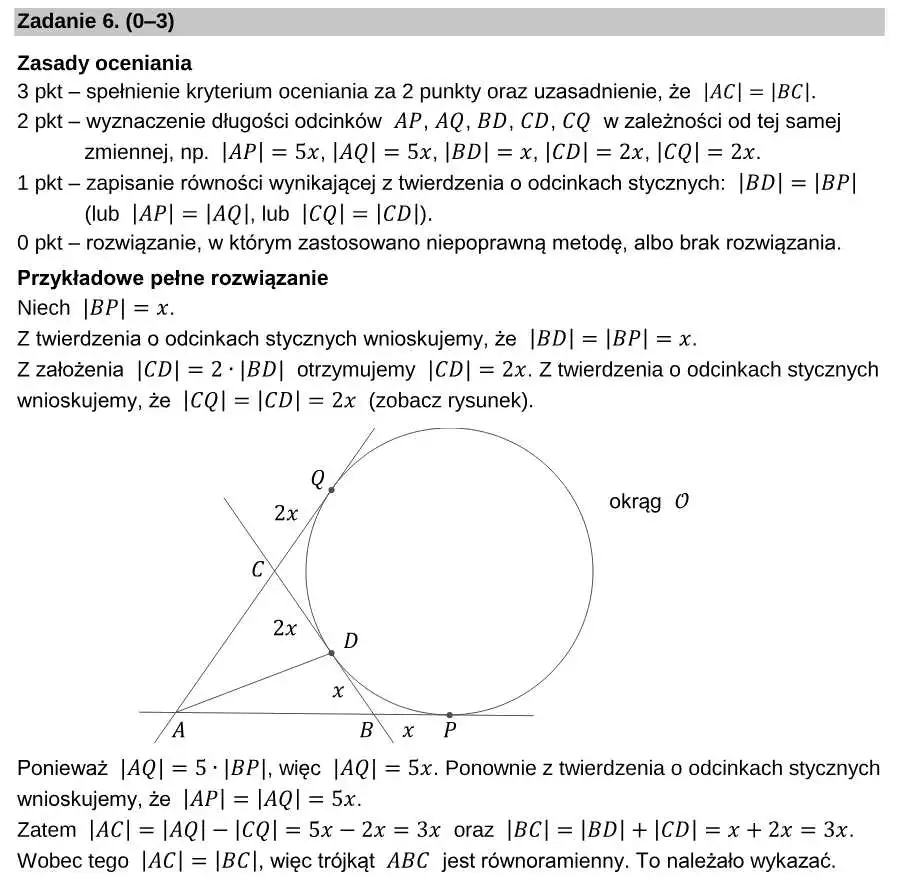 Zadanie 6. (0–3)
Zasady oceniania
3 pkt – spełnienie kryterium oceniania za 2 punkty oraz uzasadnienie, że |AC| = |BC|.
2 pkt – wyznaczenie długości odcinków AP, AQ, BD, CD, CQ w zależności od tej samej
zmiennej, np. |AP| = 5x, |AQ| = 5x, |BD| = x, |CD| = 2x, |CQ| = 2x.
1 pkt – zapisanie równości wynikającej z twierdzenia o odcinkach stycznych: |BD| = |BP|
(lub |AP| = |AQ|, lub |CQ| = |CD|).
0 pkt – rozwiązanie, w którym zastosowano niepoprawną metodę, albo brak rozwiązania.
Przykładowe pełne rozwiązanie
Niech |BP| = x.
Z twierdzenia o odcinkach stycznych wnioskujemy, że |BD| = |BP| = x.
Z założenia |CD| = 2 · |BD| otrzymujemy |CD| = 2x. Z twierdzenia o odcinkach stycznych
wnioskujemy, że |CQ| = |CD| = 2x (zobacz rysunek).
Q
okrąg 𝒪
2x
C
2x
D
x
A B x P
Ponieważ |AQ| = 5 · |BP|, więc |AQ| = 5x. Ponownie z twierdzenia o odcinkach stycznych
wnioskujemy, że |AP| = |AQ| = 5x.
Zatem |AC| = |AQ| − |CQ| = 5x − 2x = 3x oraz |BC| = |BD| + |CD| = x + 2x = 3x.
Wobec tego |AC| = |BC|, więc trójkąt ABC jest równoramienny. To należało wykazać.